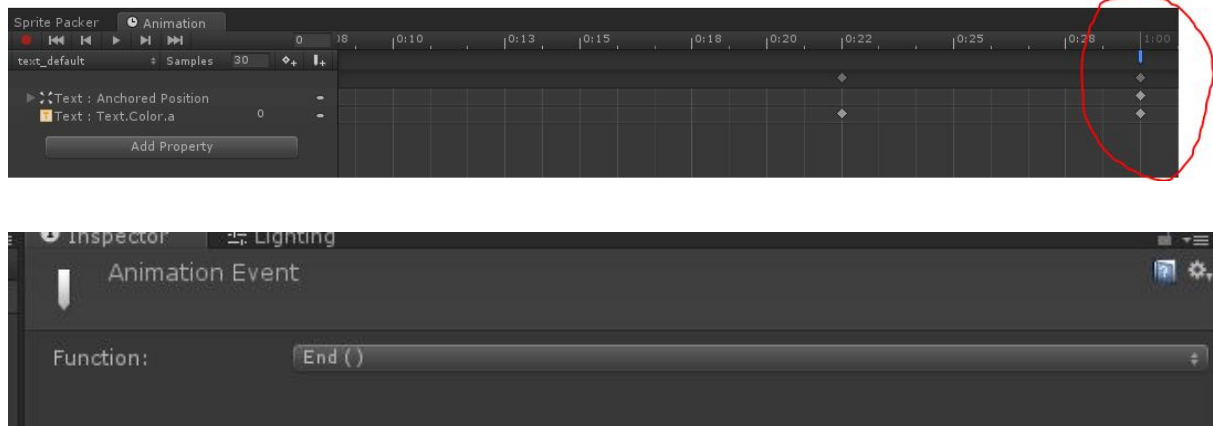 Sprite Packer Animation
0 08 0:10 0:13 0:15 0:18 0:20 0:22 0:25 0:28 1:00
text_default Samples 30
Text : Anchored Position
Text : Text.Color.a 0
Add Property
Inspector Lighting
Animation Event
Function: End ( )